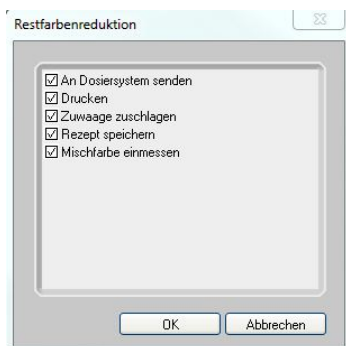 Restfarbenreduktion
An Dosiersystem senden
Drucken
Zuwaage zuschlagen
Rezept speichern
Mischfarbe einmessen
OK Abbrechen